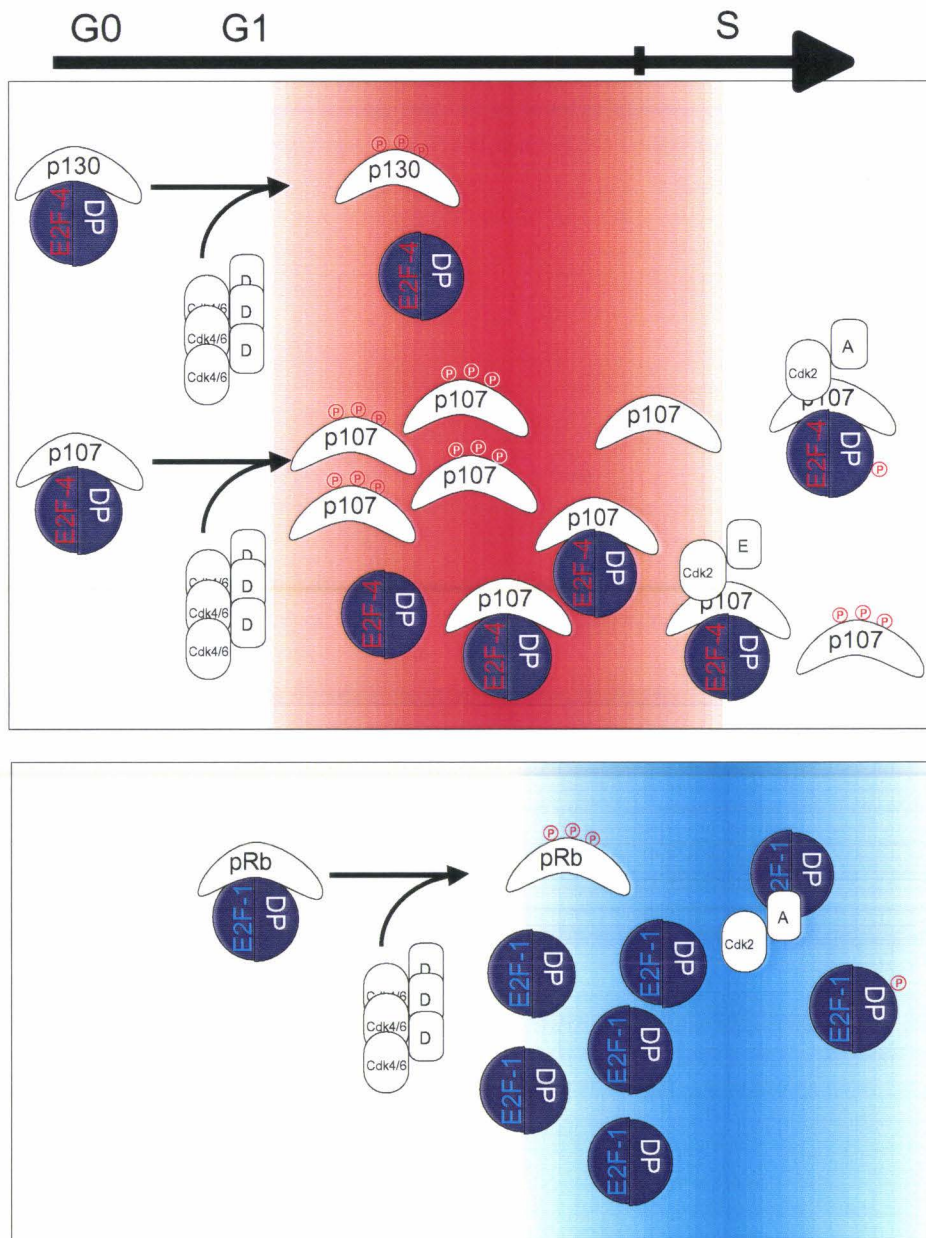 G0 G1 S
p130
E2F-4 DP
Cdk4/6 D
Cdk4/6 D
Cdk4/6 D
P P P
p130
E2F-4 DP
p107
E2F-4 DP
Cdk4/6 D
Cdk4/6 D
Cdk4/6 D
P P P
p107
P P P
p107
P P P
p107
P P P
p107
E2F-4 DP
p107
E2F-4 DP
p107
E2F-4 DP
p107
Cdk2 A
p107
E2F-4 DP P
Cdk2 E
p107
E2F-4 DP
P P P
p107
pRb
E2F-1 DP
Cdk4/6 D
Cdk4/6 D
Cdk4/6 D
P P P
pRb
E2F-1 DP
E2F-1 DP
E2F-1 DP
E2F-1 DP
E2F-1 DP
E2F-1 DP
Cdk2 A
E2F-1 DP P